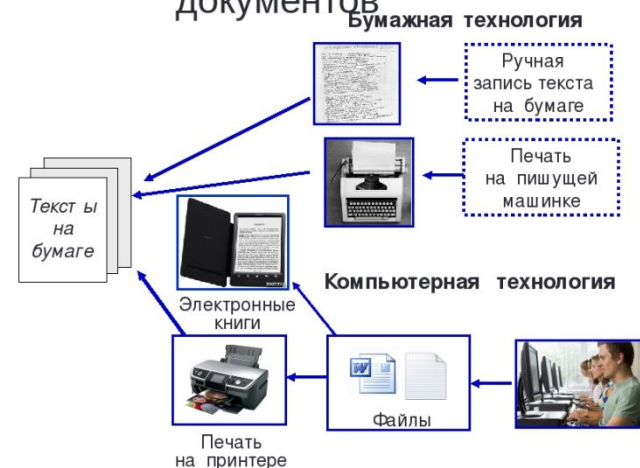 документов
Бумажная технология
Ручная
запись текста
на бумаге
Печать
на пишущей
машинке
Тексты
на
бумаге
Электронные
книги
Компьютерная технология
Файлы
Печать
на принтере